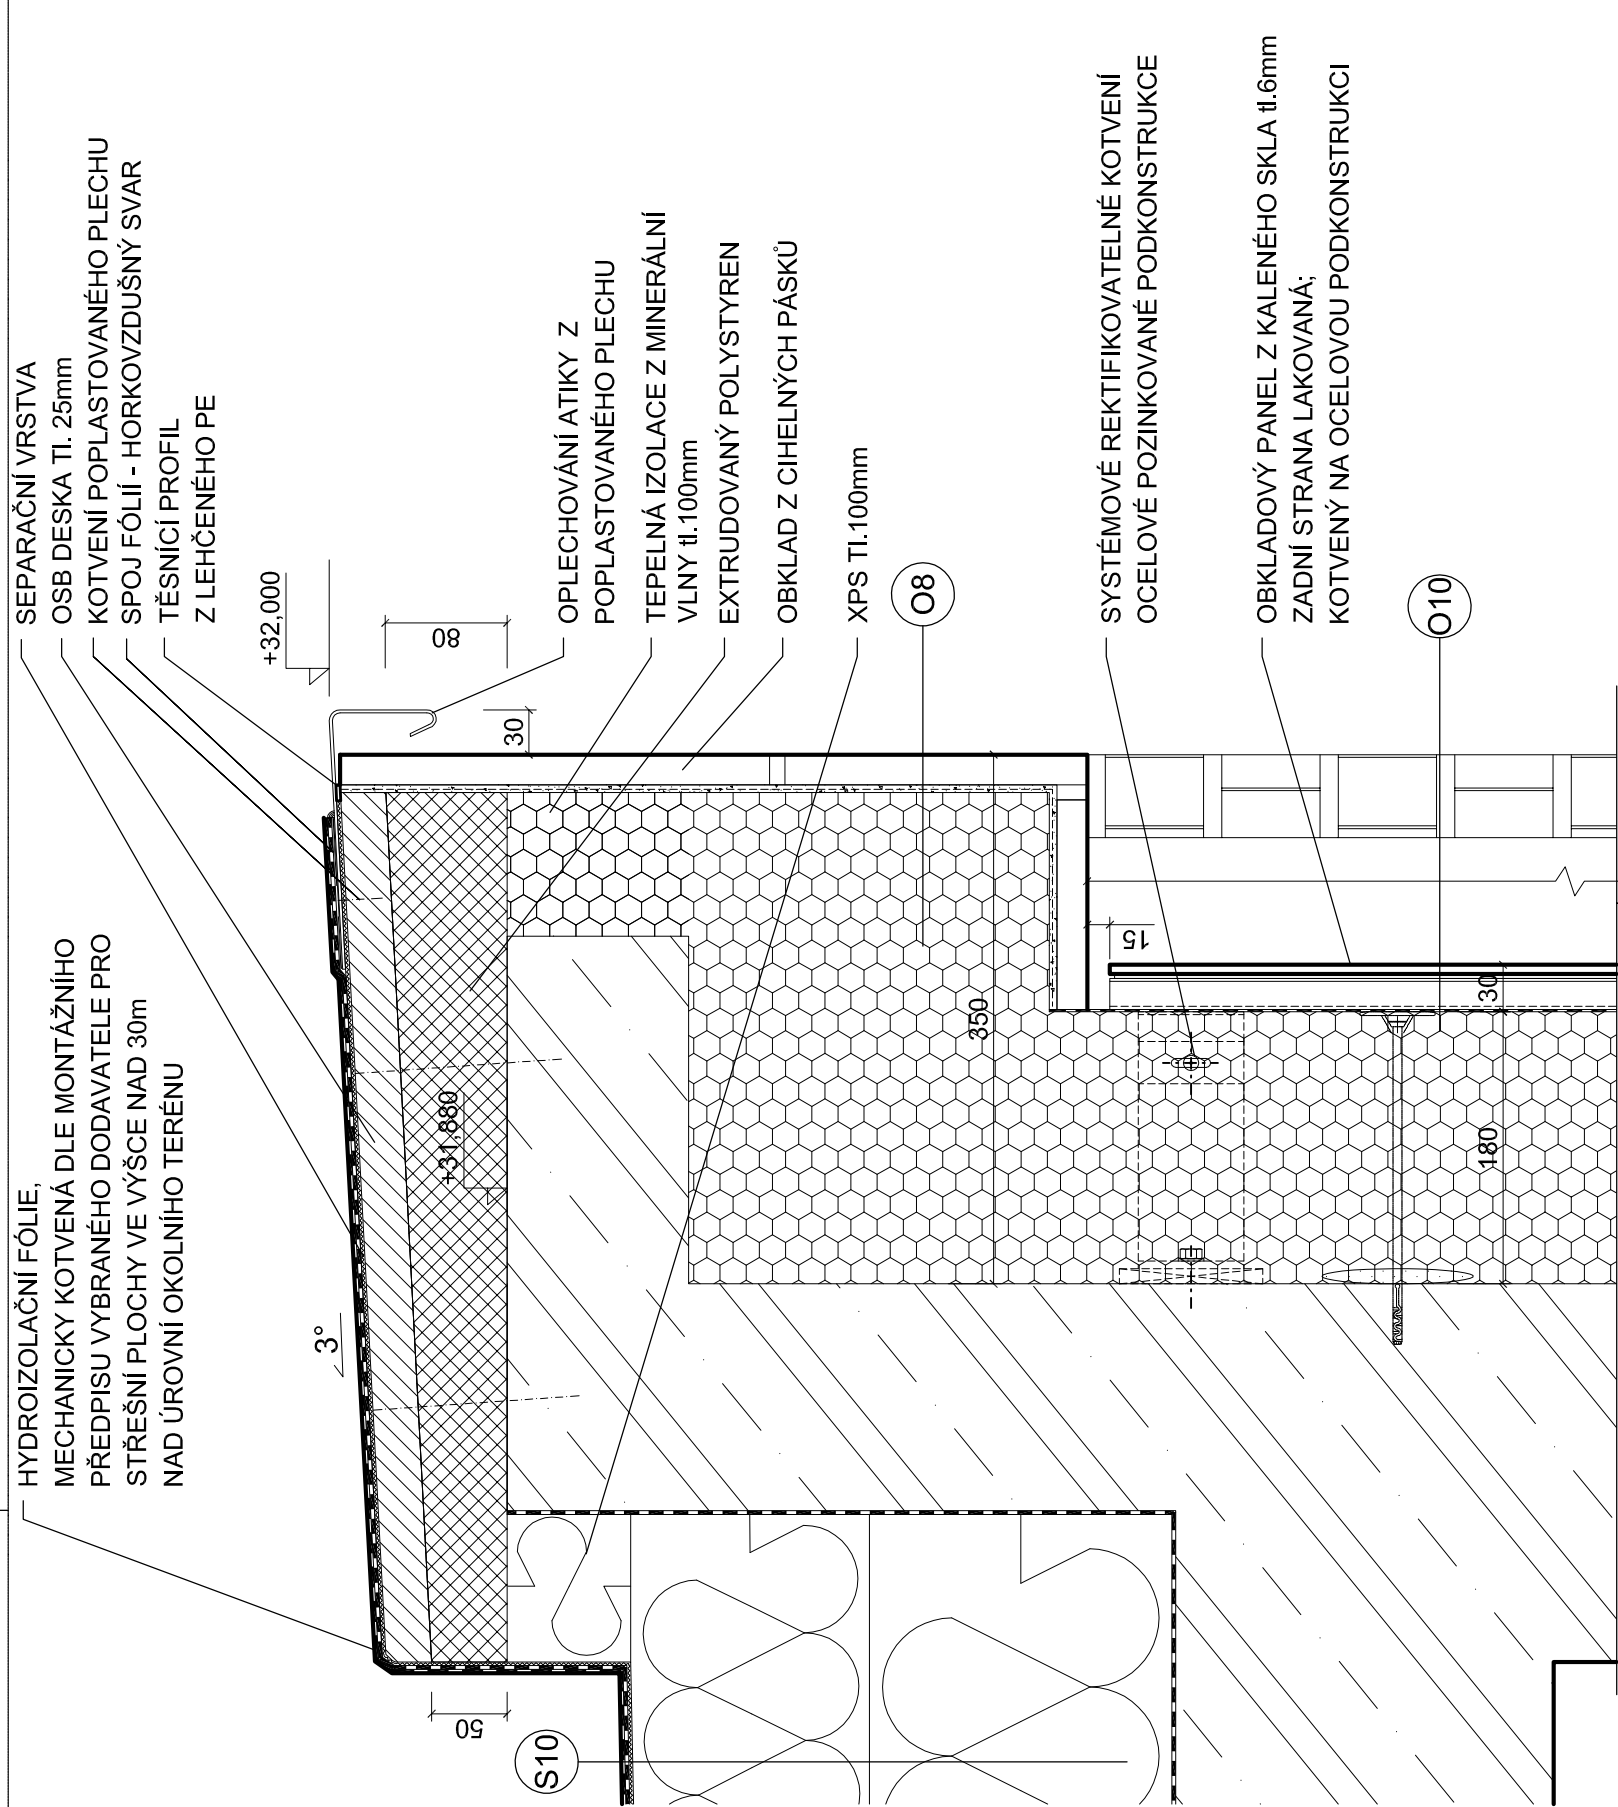 HYDROIZOLAČNÍ FÓLIE,
MECHANICKY KOTVENÁ DLE MONTÁŽNÍHO
PŘEDPISU VYBRANÉHO DODAVATELE PRO
STŘEŠNÍ PLOCHY VE VÝŠCE NAD 30m
NAD ÚROVNÍ OKOLNÍHO TERÉNU
SEPARAČNÍ VRSTVA
OSB DESKA Tl. 25mm
KOTVENÍ POPLASTOVANÉHO PLECHU
SPOJ FÓLIÍ - HORKOVZDUŠNÝ SVAR
TĚSNÍCÍ PROFIL
Z LEHČENÉHO PE
+32,000
3°
80
30
50
+31,880
OPLECHOVÁNÍ ATIKY Z
POPLASTOVANÉHO PLECHU
TEPELNÁ IZOLACE Z MINERÁLNÍ
VLNY tl.100mm
EXTRUDOVANÝ POLYSTYREN
OBKLAD Z CIHELNÝCH PÁSKŮ
XPS Tl.100mm
O8
S10
350
15
SYSTÉMOVÉ REKTIFIKOVATELNÉ KOTVENÍ
OCELOVÉ POZINKOVANÉ PODKONSTRUKCE
OBKLADOVÝ PANEL Z KALENÉHO SKLA tl.6mm
ZADNÍ STRANA LAKOVANÁ;
KOTVENÝ NA OCELOVOU PODKONSTRUKCI
O10
30
180